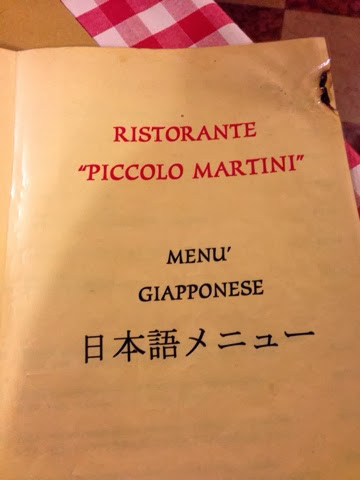 RISTORANTE
“PICCOLO MARTINI”
MENU'
GIAPPONESE
日本語メニュー